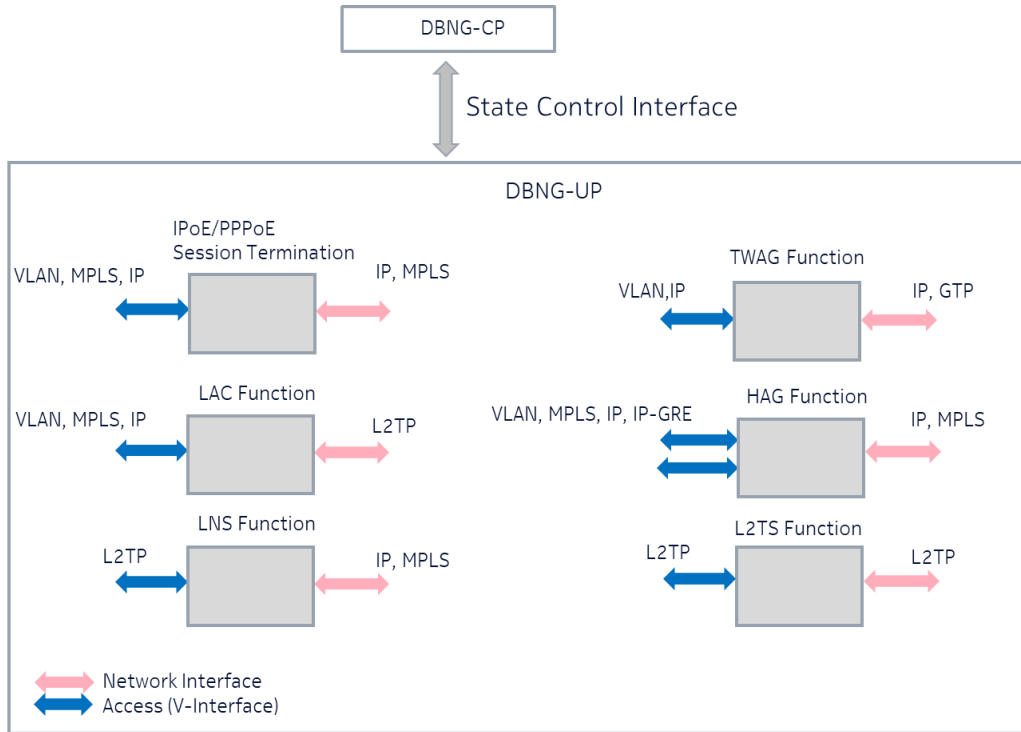 DBNG-CP
State Control Interface
DBNG-UP
IPoE/PPPoE
Session Termination
VLAN, MPLS, IP
IP, MPLS
TWAG Function
VLAN,IP
IP, GTP
LAC Function
VLAN, MPLS, IP
L2TP
HAG Function
VLAN, MPLS, IP, IP-GRE
IP, MPLS
LNS Function
L2TP
IP, MPLS
L2TS Function
L2TP
L2TP
Network Interface
Access (V-Interface)